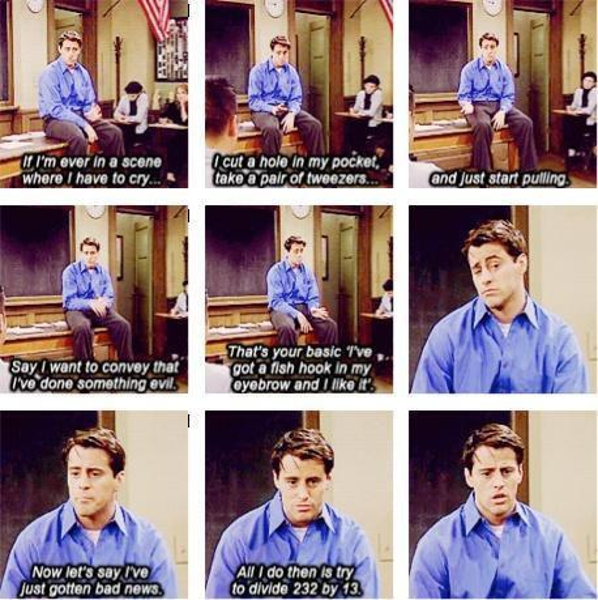 If I'm ever in a scene
where I have to cry...
I cut a hole in my pocket,
take a pair of tweezers...
and just start pulling.
Say I want to convey that
I've done something evil.
That's your basic "I've
got a fish hook in my
eyebrow and I like it".
Now let's say I've
just gotten bad news.
All I do then is try
to divide 232 by 13.